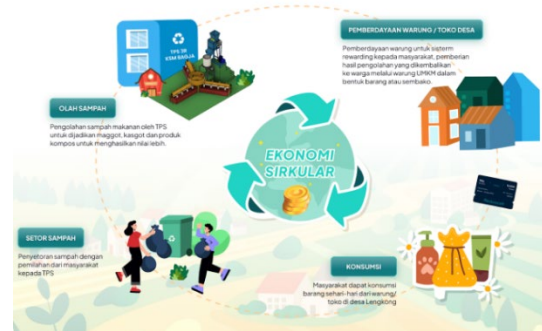 TPS 3R
KSM BAGJA
PEMBERDAYAAN WARUNG / TOKO DESA
Pemberdayaan warung untuk sisterm
rewarding kepada masyarakat, pemberian
hasil pengolahan yang dikembalikan
ke warga melalui warung UMKM dalam
bentuk barang atau sembako.
OLAH SAMPAH
Pengolahan sampah makanan oleh TPS
untuk dijadikan maggot, kasgot dan produk
kompos untuk menghasilkan nilai lebih.
EKONOMI
SIRKULAR
SETOR SAMPAH
Penyetoran sampah dengan
pemilahan dari masyarakat
kepada TPS
KONSUMSI
Masyarakat dapat konsumsi
barang sehari-hari dari warung/
toko di desa Lengkong